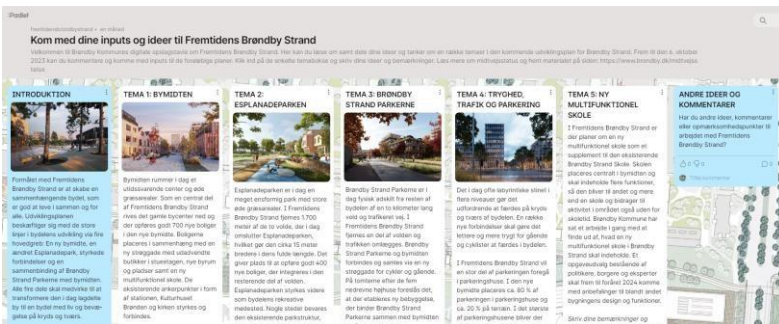 :Padlet
fremtidensbrondbystrand • en måned
Kom med dine inputs og ideer til Fremtidens Brøndby Strand
Velkommen til Brøndby Kommunes digitale opslagstavle om Fremtidens Brøndby Strand. Her kan du læse om samt dele dine ideer og tanker om en række temaer i den kommende udviklingsplan for Brøndby Strand. Frem til den 6. oktober
2023 kan du kommentere og komme med inputs til de foreløbige planer. Klik ind på de enkelte temabokse og skriv dine ideer og bemærkninger. Læs mere om midtvejsstatus og hent materialet på siden: https://www.brondby.dk/midtvejs
status
INTRODUKTION
Formålet med Fremtidens
Brøndby Strand er at skabe en
sammenhængende bydel, som
er god at leve i sammen og for
alle. Udviklingsplanen
beskæftiger sig med de store
linjer i bydelens udvikling via fire
hovedgreb: En ny bymidte, en
ændret Esplanadepark, styrkede
forbindelser og en
sammenbinding af Brøndby
Strand Parkerne med bymidten.
Alle fire dele skal medvirke til at
transformere den i dag lagdelte
by til en bydel med liv og bevæ-
gelse på kryds og tværs.
TEMA 1: BYMIDTEN
Bymidten rummer i dag et
utidssvarende center og øde
græsarealer. Som en central del
af Fremtidens Brøndby Strand
rives det gamle bycenter ned og
der opføres godt 700 nye boliger
i den nye bymidte. Boligerne
placeres i sammenhæng med en
ny strøggade med udadvendte
butikker i stueetagen, nye byrum
og pladser samt en ny
multifunktionel skole. De
eksisterende ankerpunkter i form
af stationen, Kulturhuset
Brønden og kirken styrkes og
forbindes.
TEMA 2:
ESPLANADEPARKEN
Esplanadeparken er i dag en
meget ensformig park med store
øde græsarealer. I Fremtidens
Brøndby Strand fjernes 1.700
meter af de to volde, der i dag
omslutter Esplanadeparken,
hvilket gør den cirka 15 meter
bredere i dens fulde længde. Det
giver plads til at opføre godt 400
nye boliger, der integreres i den
resterende del af volden.
Esplanadeparken styrkes videre
som bydelens rekreative
mødested. Nogle steder bevares
den eksisterende parkstruktur,
TEMA 3: BRØNDBY
STRAND PARKERNE
Brøndby Strand Parkerne er i
dag fysisk adskilt fra resten af
bydelen af en to kilometer lang
vold og trafikeret vej. I
Fremtidens Brøndby Strand
fjernes en del af volden og
trafikken omlægges. Brøndby
Strand Parkerne og bymidten
forbindes og samles via en ny
strøggade for cykler og gående.
På tomterne efter de fem
nedrevne højhuse foreslås det,
at der etableres ny bebyggelse,
der binder Brøndby Strand
Parkerne sammen med bymidten
TEMA 4: TRYGHED,
TRAFIK OG PARKERING
Det i dag ofte labyrintiske stinet i
flere niveauer gør det
udfordrende at færdes på kryds
og tværs af bydelen. En række
nye forbindelser skal gøre det
lettere og mere trygt for gående
og cyklister at færdes i bydelen.
I Fremtidens Brøndby Strand vil
en stor del af parkeringen foregå
i parkeringshuse. I den nye
bymidte placeres ca. 80 % af
parkeringen i parkeringshuse og
ca. 20 % på terræn. I det største
af parkeringshusene bliver der
TEMA 5: NY
MULTIFUNKTIONEL
SKOLE
I Fremtidens Brøndby Strand er
der planer om en ny
multifunktionel skole som et
supplement til den eksisterende
Brøndby Strand Skole. Skolen
placeres centralt i bymidten og
skal indeholde flere funktioner,
så den bliver til andet og mere
end en skole og bidrager til
aktivitet i området også uden for
skoletid. Brøndby Kommune har
sat et arbejde i gang med at
finde ud af, hvad en ny
multifunktionel skole i Brøndby
Strand skal indeholde. Et
opgaveudvalg bestående af
politikere, borgere og eksperter
skal frem til foråret 2024 komme
med anbefalinger til blandt andet
bygningens design og funktioner.
Skriv dine bemærkninger og
ANDRE IDEER OG
KOMMENTARER
Har du andre ideer, kommentarer
eller opmærksomhedspunkter til
arbejdet med Fremtidens
Brøndby Strand?
0 0 0
Tilføj kommentar